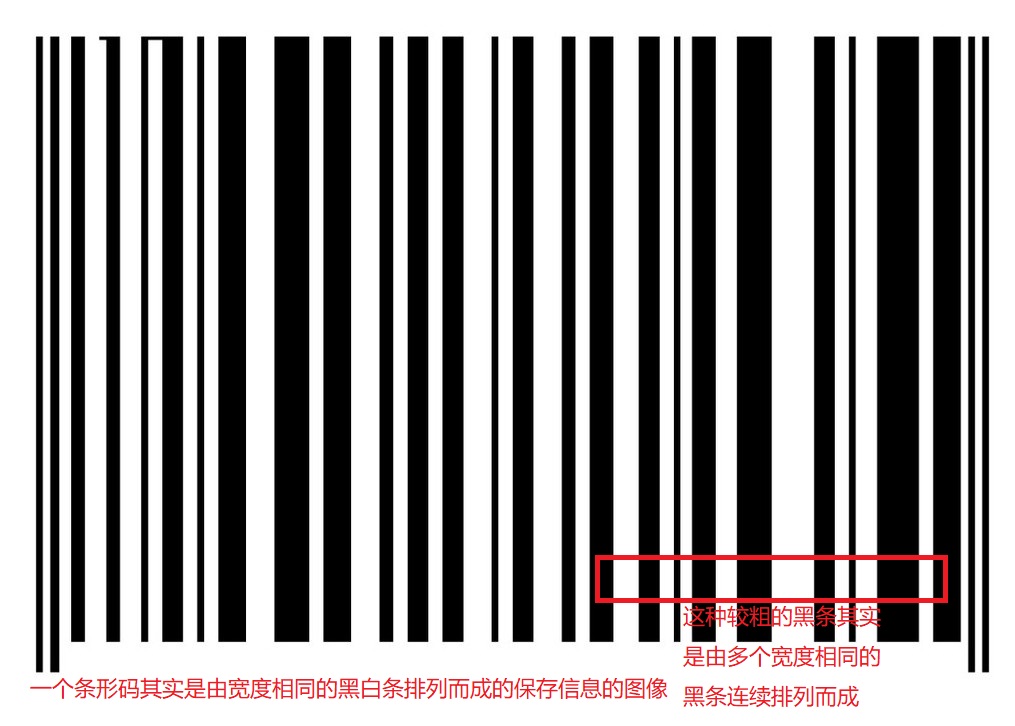 这种较粗的黑条其实
是由多个宽度相同的
黑条连续排列而成
一个条形码其实是由宽度相同的黑白条排列而成的保存信息的图像